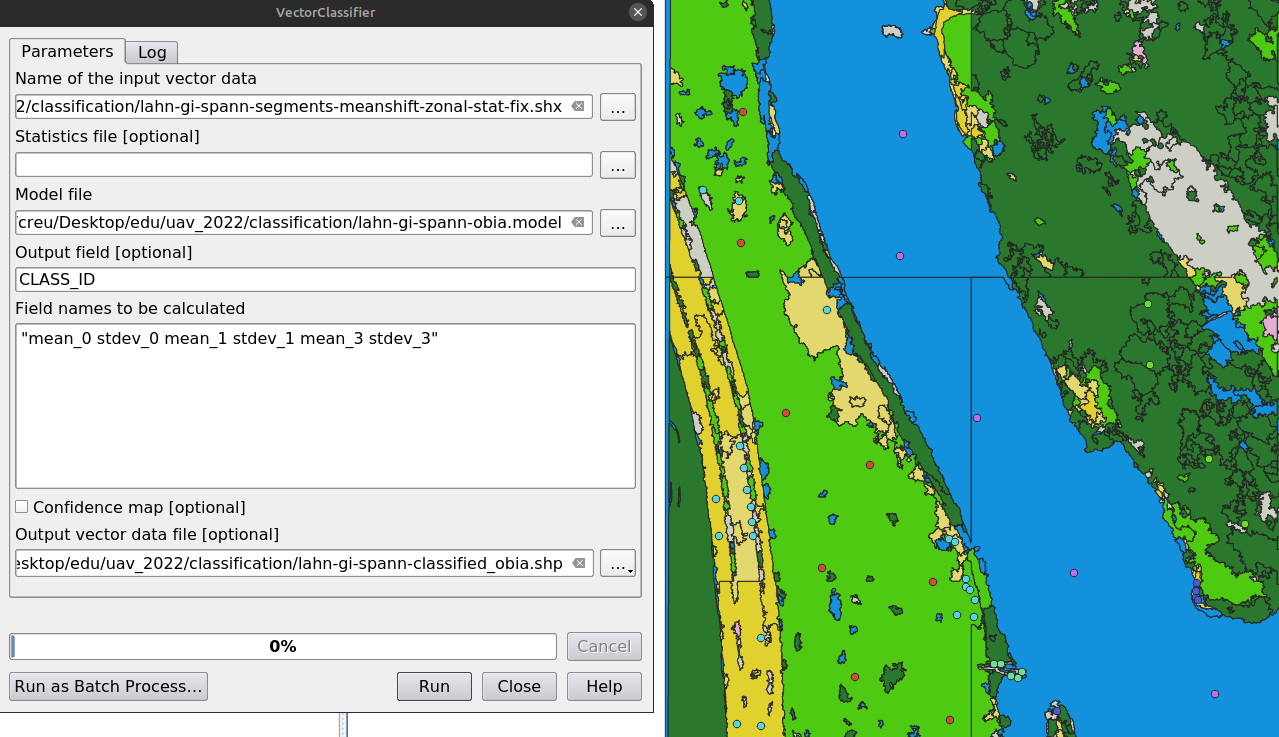 VectorClassifier
Parameters
Log
Name of the input vector data
2/classification/lahn-gi-spann-segments-meanshift-zonal-stat-fix.shx
...
Statistics file [optional]
...
Model file
creu/Desktop/edu/uav_2022/classification/lahn-gi-spann-obia.model
...
Output field [optional]
CLASS_ID
Field names to be calculated
"mean_0 stdev_0 mean_1 stdev_1 mean_3 stdev_3"
Confidence map [optional]
Output vector data file [optional]
esktop/edu/uav_2022/classification/lahn-gi-spann-classified_obia.shp
...
0%
Cancel
Run as Batch Process...
Run
Close
Help